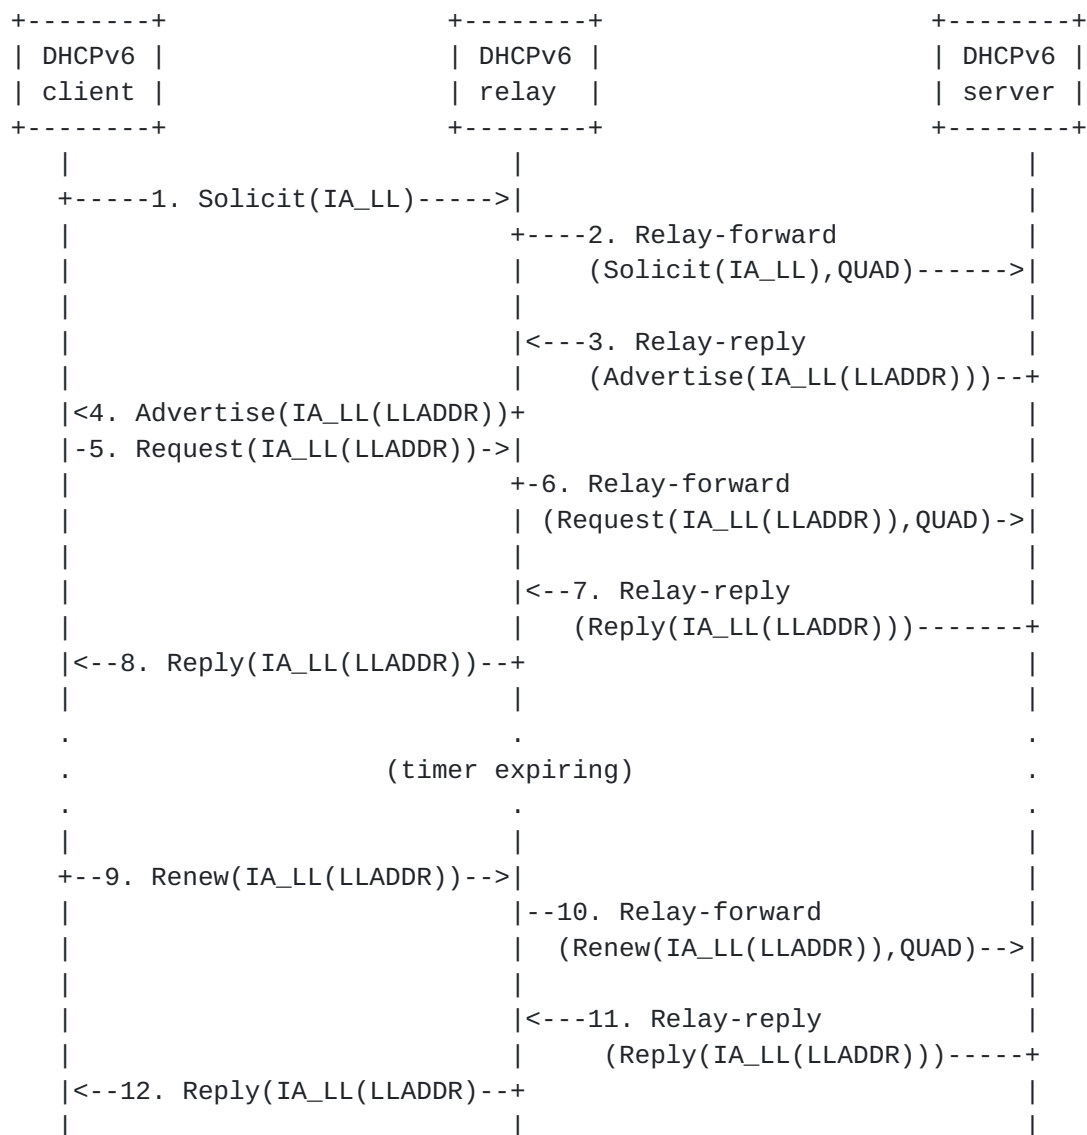 +--------+                  +--------+                     +--------+
| DHCPv6 |                  | DHCPv6 |                     | DHCPv6 |
| client |                  | relay  |                     | server |
+--------+                  +--------+                     +--------+
   |                            |                                |
   +-----1. Solicit(IA_LL)----->|                                |
   |                            +----2. Relay-forward            |
   |                            |    (Solicit(IA_LL),QUAD)------>|
   |                            |                                |
   |                            |<---3. Relay-reply              |
   |                            |    (Advertise(IA_LL(LLADDR)))--+
   |<4. Advertise(IA_LL(LLADDR))+                                |
   |-5. Request(IA_LL(LLADDR))->|                                |
   |                            +-6. Relay-forward               |
   |                            | (Request(IA_LL(LLADDR)),QUAD)->|
   |                            |                                |
   |                            |<--7. Relay-reply               |
   |                            |   (Reply(IA_LL(LLADDR)))-------+
   |<--8. Reply(IA_LL(LLADDR))--+                                |
   |                            |                                |
   .                            .                                .
   .                    (timer expiring)                         .
   .                            .                                .
   |                            |                                |
   +--9. Renew(IA_LL(LLADDR))-->|                                |
   |                            |--10. Relay-forward             |
   |                            |  (Renew(IA_LL(LLADDR)),QUAD)-->|
   |                            |                                |
   |                            |<---11. Relay-reply             |
   |                            |     (Reply(IA_LL(LLADDR)))-----+
   |<--12. Reply(IA_LL(LLADDR)--+                                |
   |                            |                                |